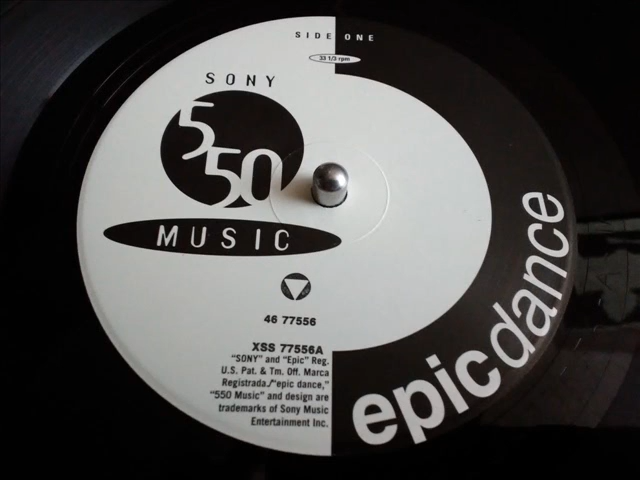 SIDE ONE
33 1/3 rpm
SONY
550
MUSIC
46 77556
XSS 77556A
"SONY" and "Epic" Reg.
U.S. Pat. & Tm. Off. Marca
Registrada./"epic dance,"
"550 Music" and design are
trademarks of Sony Music
Entertainment Inc.
epicdance